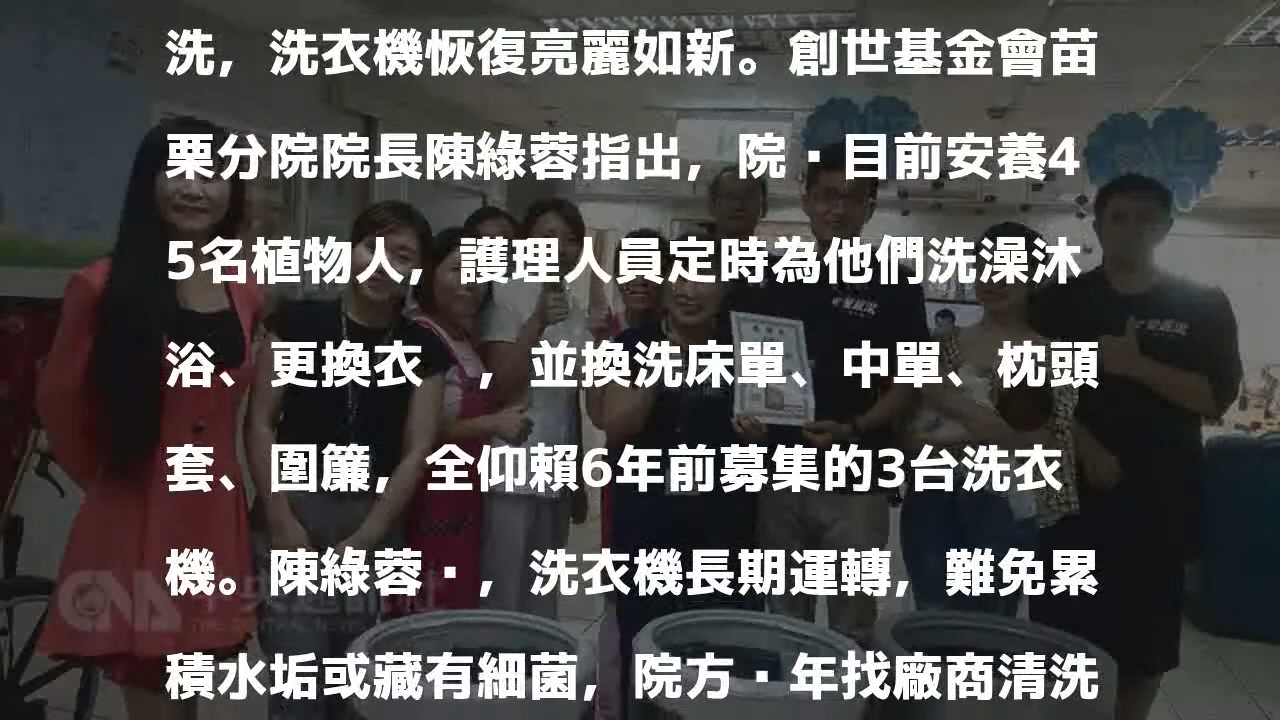 洗，洗衣機恢復亮麗如新。創世基金會苗
栗分院院長陳綠蓉指出，院·目前安養4
5名植物人，護理人員定時為他們洗澡沐
浴、更換衣　，並換洗床單、中單、枕頭
套、圍簾，全仰賴6年前募集的3台洗衣
機。陳綠蓉·，洗衣機長期運轉，難免累
積水垢或藏有細菌，院方·年找廠商清洗
CNA